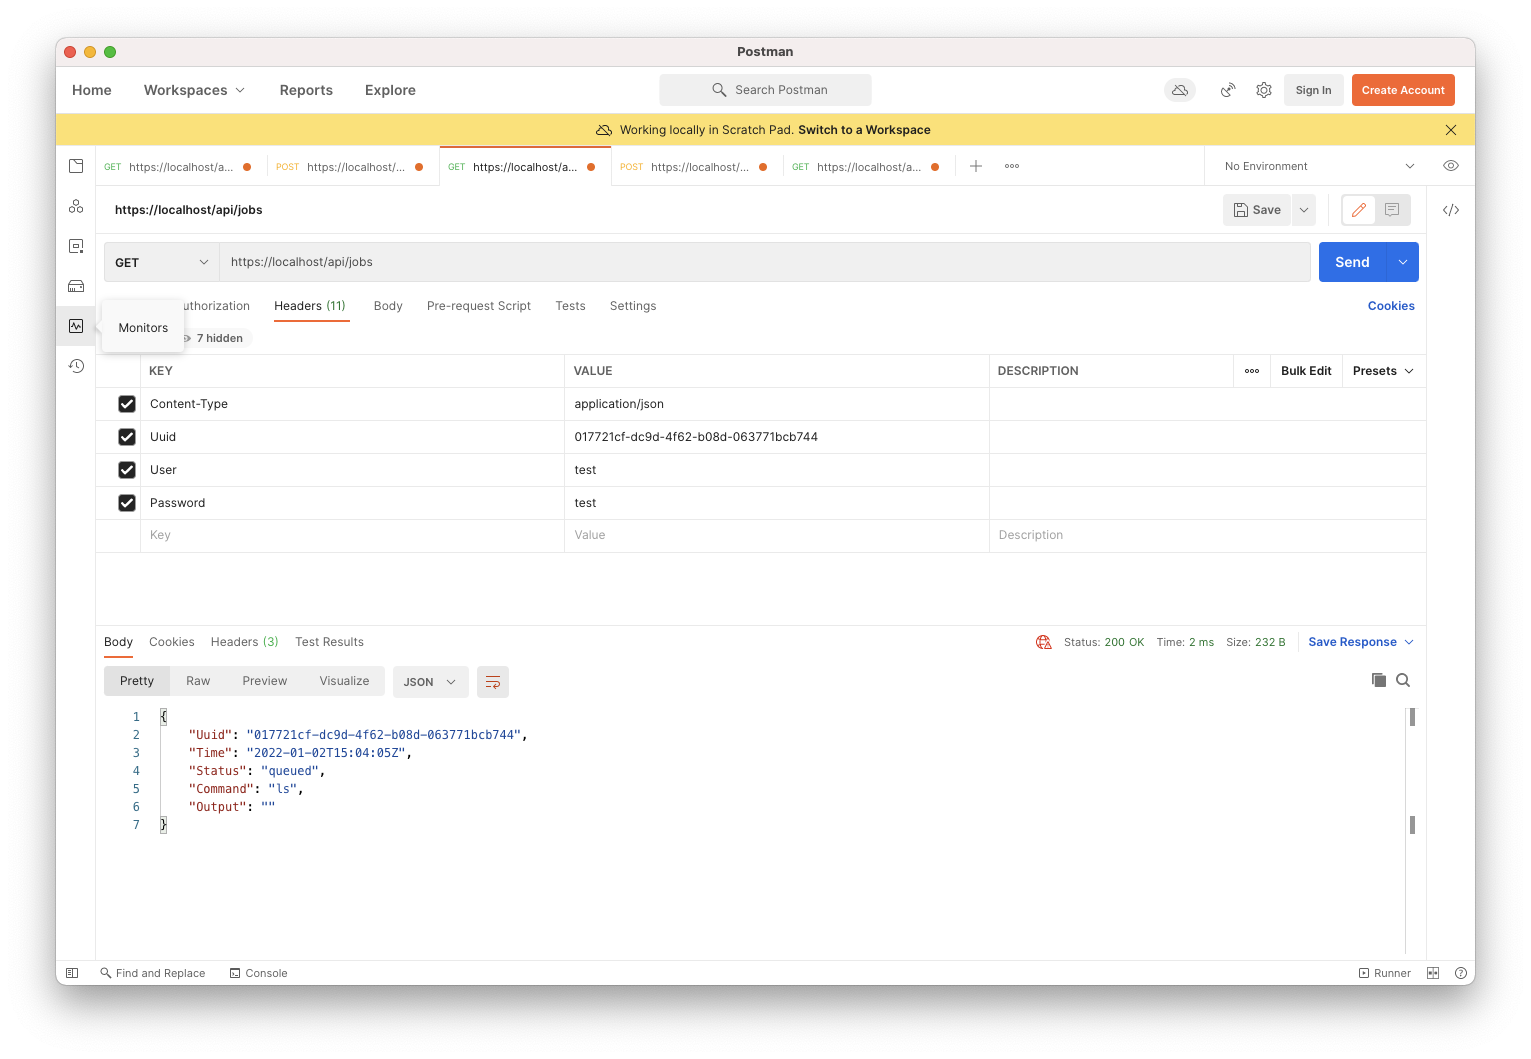 Postman
Home Workspaces Reports Explore Search Postman Sign In Create Account
Working locally in Scratch Pad. Switch to a Workspace
GET https://localhost/a... POST https://localhost/... GET https://localhost/a... POST https://localhost/... GET https://localhost/a... No Environment
https://localhost/api/jobs Save </>
GET https://localhost/api/jobs Send
uthorization Headers (11) Body Pre-request Script Tests Settings Cookies
Monitors
7 hidden
KEY VALUE DESCRIPTION Bulk Edit Presets
Content-Type application/json
Uuid 017721cf-dc9d-4f62-b08d-063771bcb744
User test
Password test
Key Value Description
Body Cookies Headers (3) Test Results Status: 200 OK Time: 2 ms Size: 232 B Save Response
Pretty Raw Preview Visualize JSON
1 {
2 "Uuid": "017721cf-dc9d-4f62-b08d-063771bcb744",
3 "Time": "2022-01-02T15:04:05Z",
4 "Status": "queued",
5 "Command": "ls",
6 "Output": ""
7 }
Find and Replace Console Runner